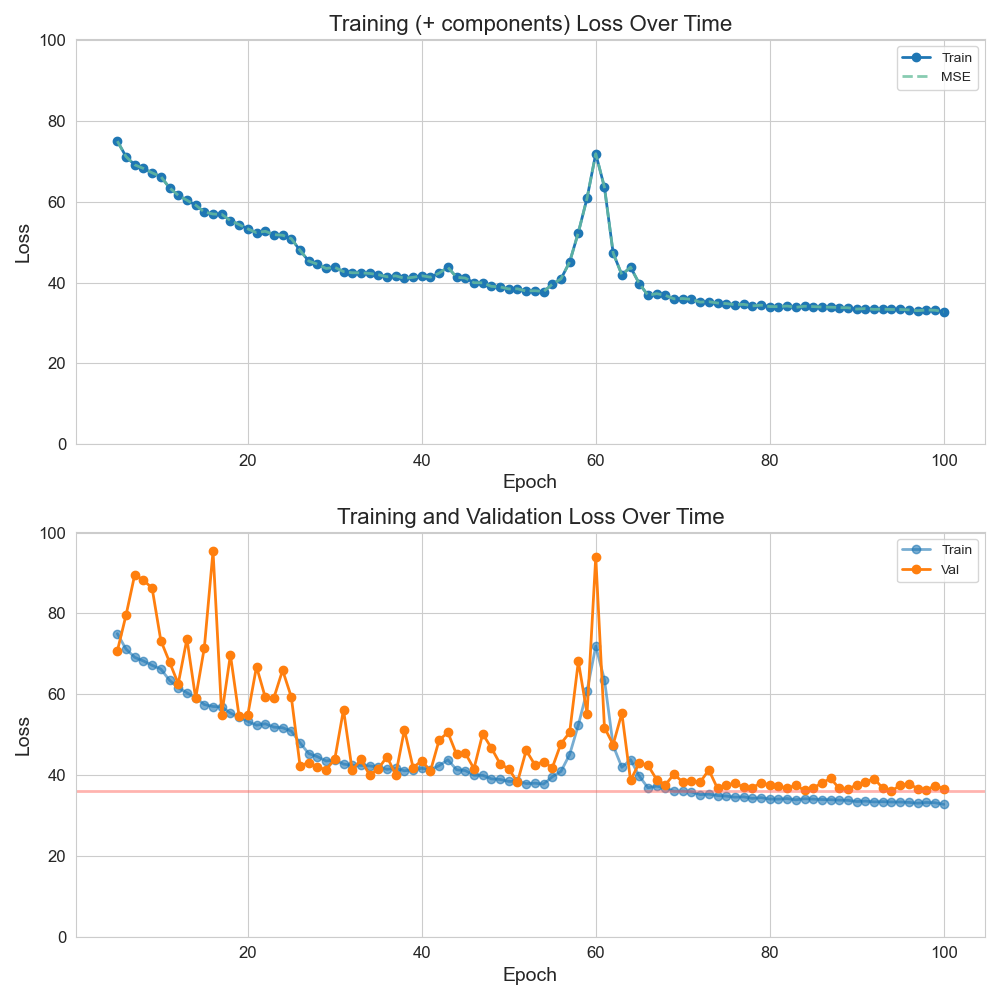 Training (+ components) Loss Over Time
100
80
60
40
20
0
Loss
Train
MSE
20 40 60 80 100
Epoch
Training and Validation Loss Over Time
100
80
60
40
20
0
Loss
Train
Val
20 40 60 80 100
Epoch